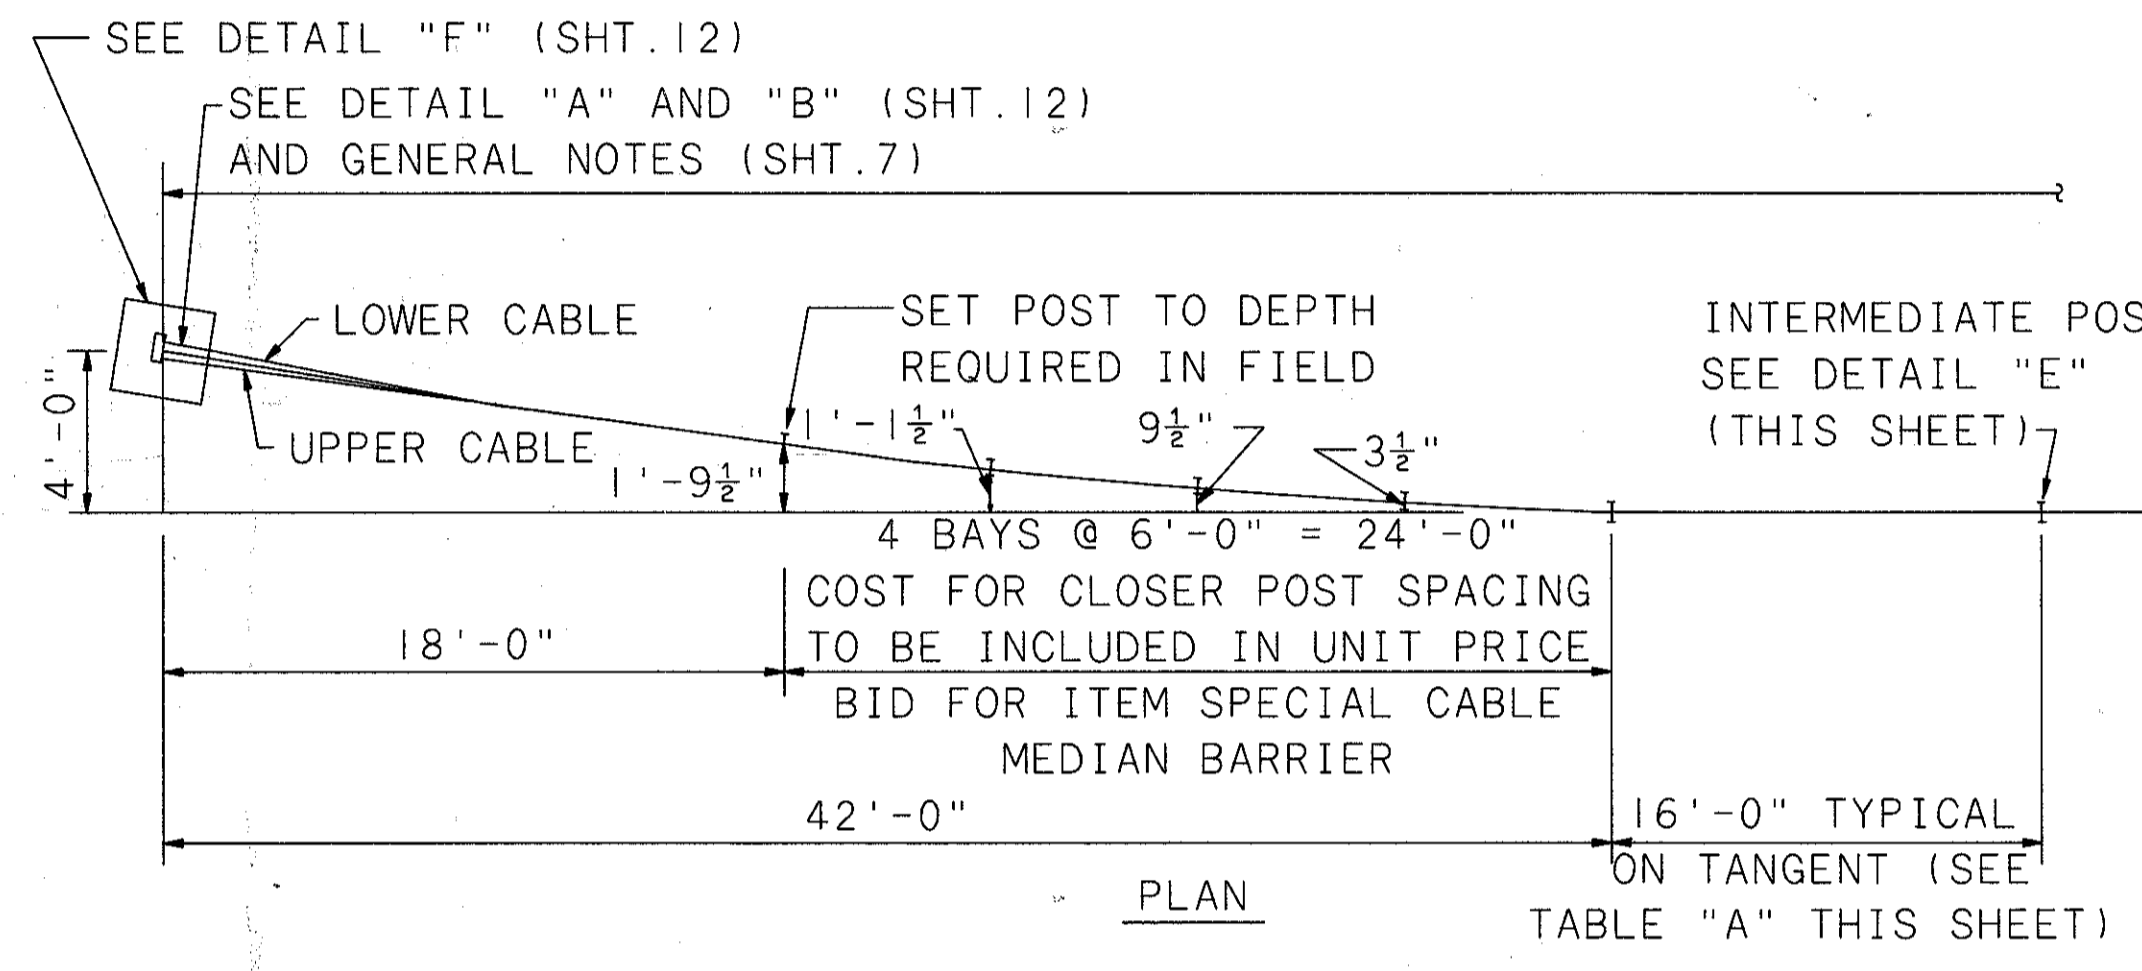 SEE DETAIL "F" (SHT.12)
SEE DETAIL "A" AND "B" (SHT.12)
AND GENERAL NOTES (SHT.7)
LOWER CABLE
UPPER CABLE
4'-0"
SET POST TO DEPTH
REQUIRED IN FIELD
1'-9½"
1'-1½"
9½"
3½"
INTERMEDIATE POS
SEE DETAIL "E"
(THIS SHEET)
4 BAYS @ 6'-0" = 24'-0"
COST FOR CLOSER POST SPACING
TO BE INCLUDED IN UNIT PRICE
BID FOR ITEM SPECIAL CABLE
MEDIAN BARRIER
18'-0"
42'-0"
16'-0" TYPICAL
ON TANGENT (SEE
TABLE "A" THIS SHEET)
PLAN